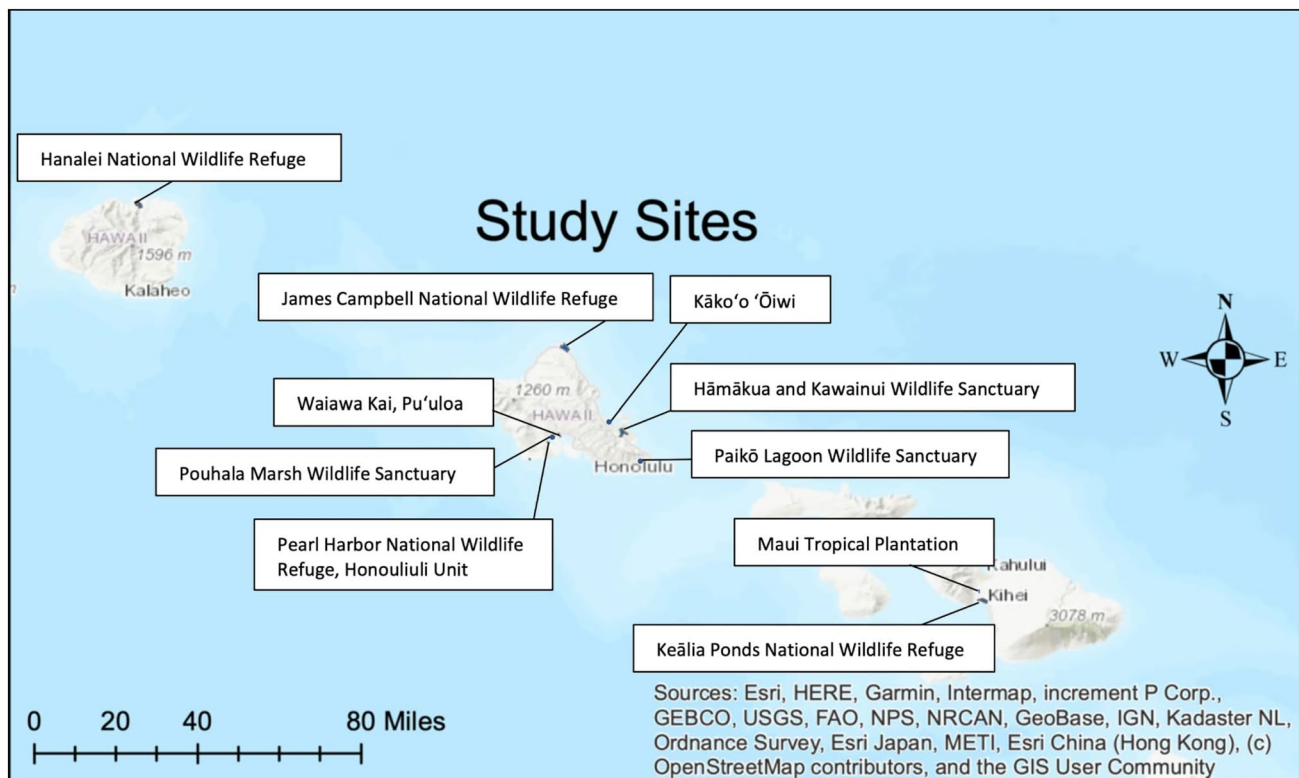 Hanalei National Wildlife Refuge
Study Sites
HAWAII
1596 m
Kalaheo
m
James Campbell National Wildlife Refuge
Kākoʻo ʻŌiwi
N
W
E
S
1260 m
Hāmākua and Kawainui Wildlife Sanctuary
Waiawa Kai, Puʻuloa
HAWAII
Pouhala Marsh Wildlife Sanctuary
Honolulu
Paikō Lagoon Wildlife Sanctuary
Pearl Harbor National Wildlife
Refuge, Honouliuli Unit
Maui Tropical Plantation
Kahului
Kihei
3078 m
Keālia Ponds National Wildlife Refuge
0 20 40 80 Miles
Sources: Esri, HERE, Garmin, Intermap, increment P Corp.,
GEBCO, USGS, FAO, NPS, NRCAN, GeoBase, IGN, Kadaster NL,
Ordnance Survey, Esri Japan, METI, Esri China (Hong Kong), (c)
OpenStreetMap contributors, and the GIS User Community